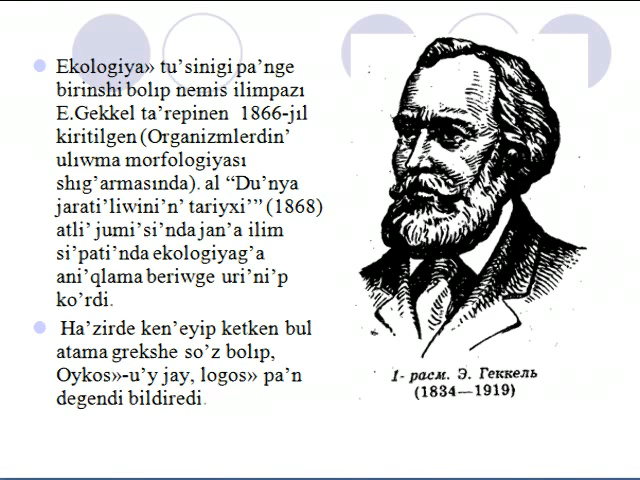 Ekologiya» tu’sinigi pa’nge
birinshi bolıp nemis ilimpazı
E.Gekkel ta’repinen 1866-jıl
kiritilgen (Organizmlerdin’
ulıwma morfologiyası
shıg’armasında). al “Du’nya
jarati’liwini’n’ tariyxi’” (1868)
atli’ jumi’si’nda jan’a ilim
si’pati’nda ekologiyag’a
ani’qlama beriwge uri’ni’p
ko’rdi.
Ha’zirde ken’eyip ketken bul
atama grekshe so’z bolıp,
Oykos»-u’y jay, logos» pa’n
degendi bildiredi.
1- расм. Э. Геккель
(1834—1919)